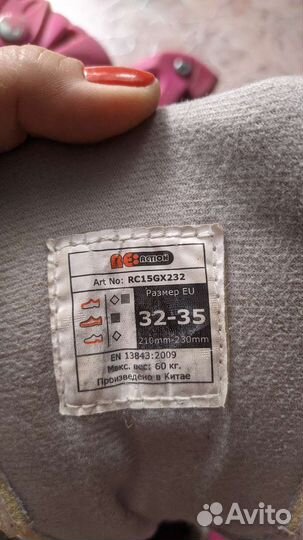 RE:ACTION
Art No: RC15GX232
Размер EU
32-35
210mm-230mm
EN 13843:2009
Макс. вес: 60 кг.
Произведено в Китае
Avito